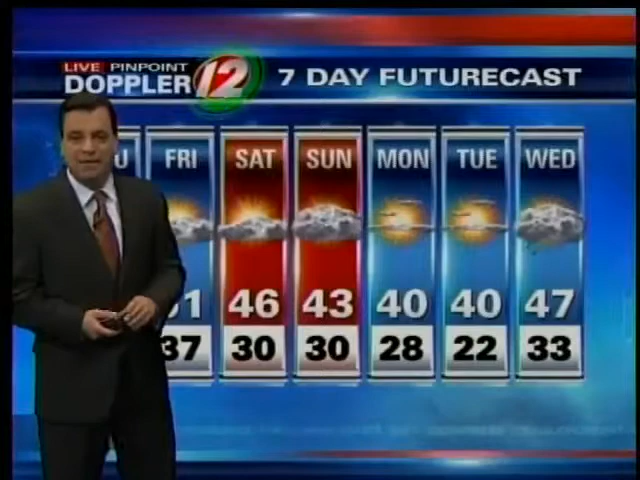 LIVE PINPOINT
DOPPLER 12
7 DAY FUTURECAST
U FRI SAT SUN MON TUE WED
51 46 43 40 40 47
37 30 30 28 22 33